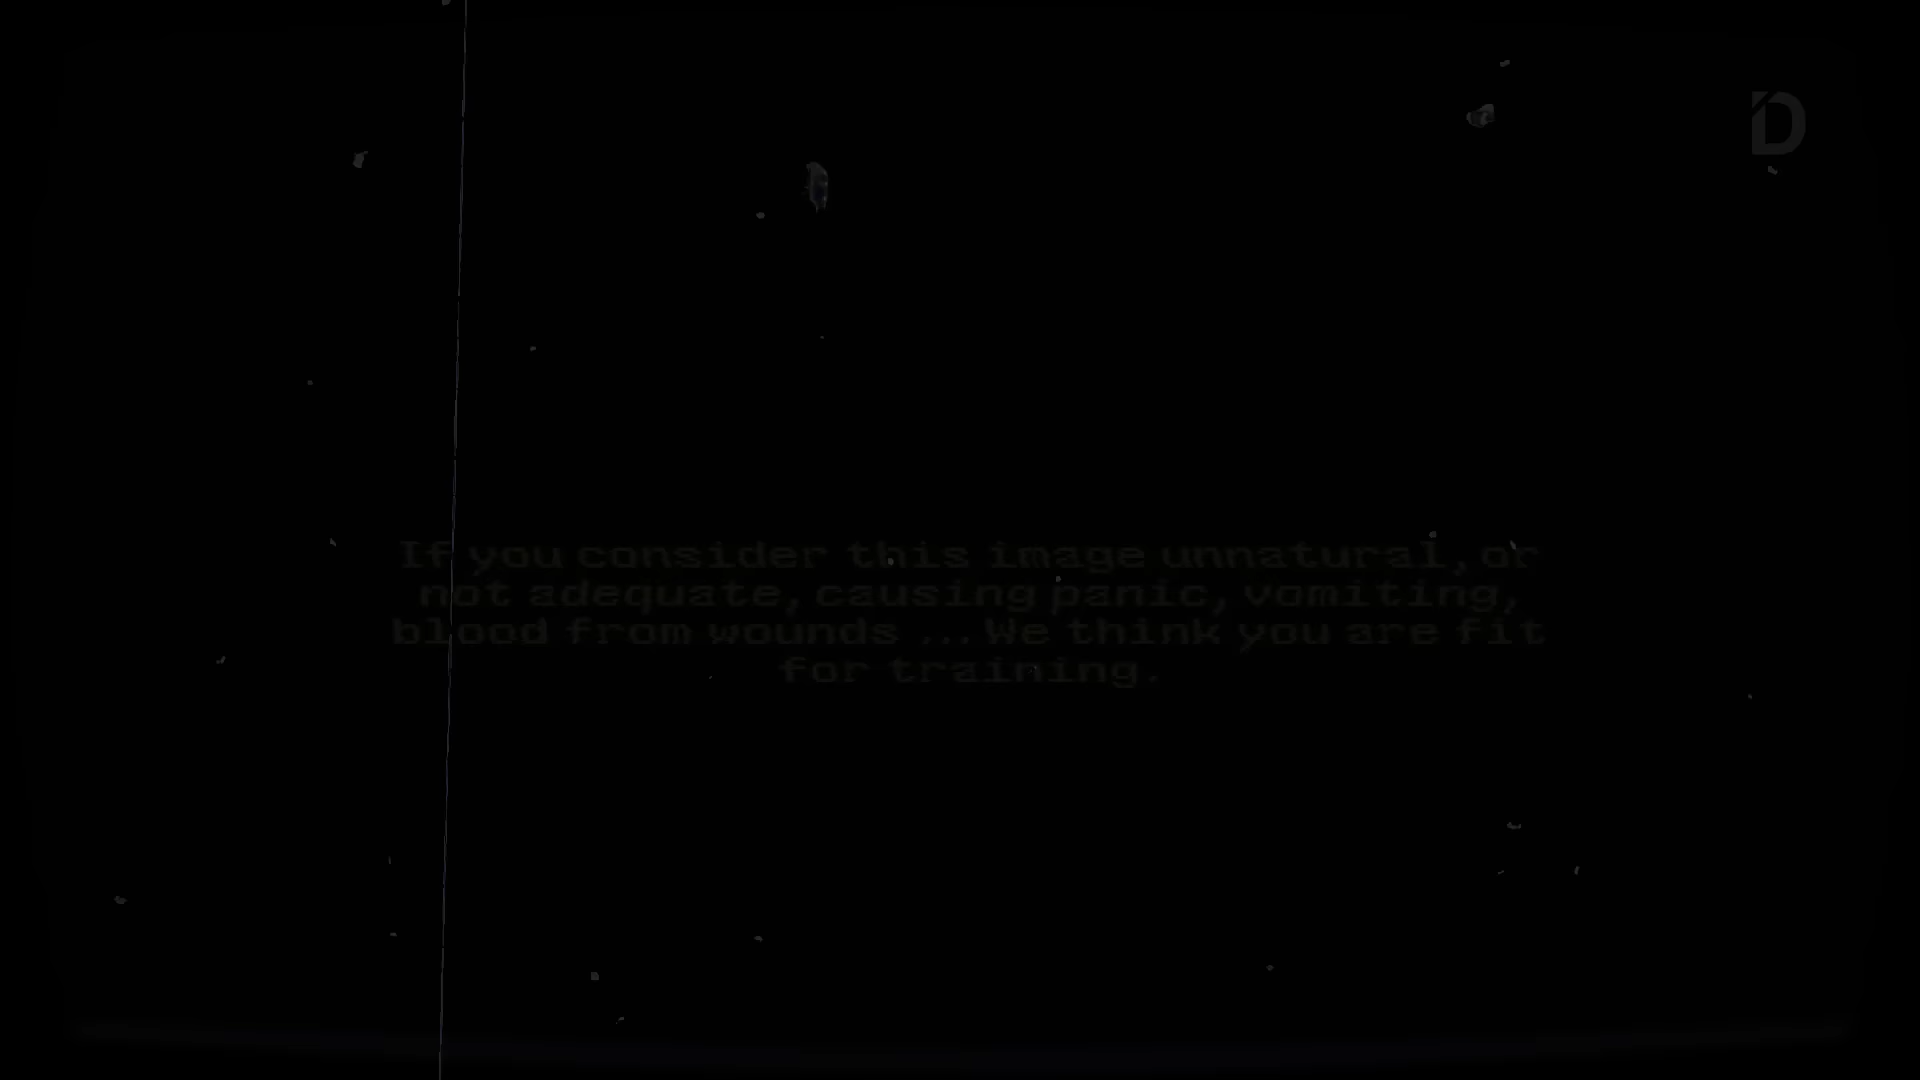 D
If you consider this image unnatural, or
not adequate, causing panic, vomiting,
blood from wounds ... We think you are fit
for training.